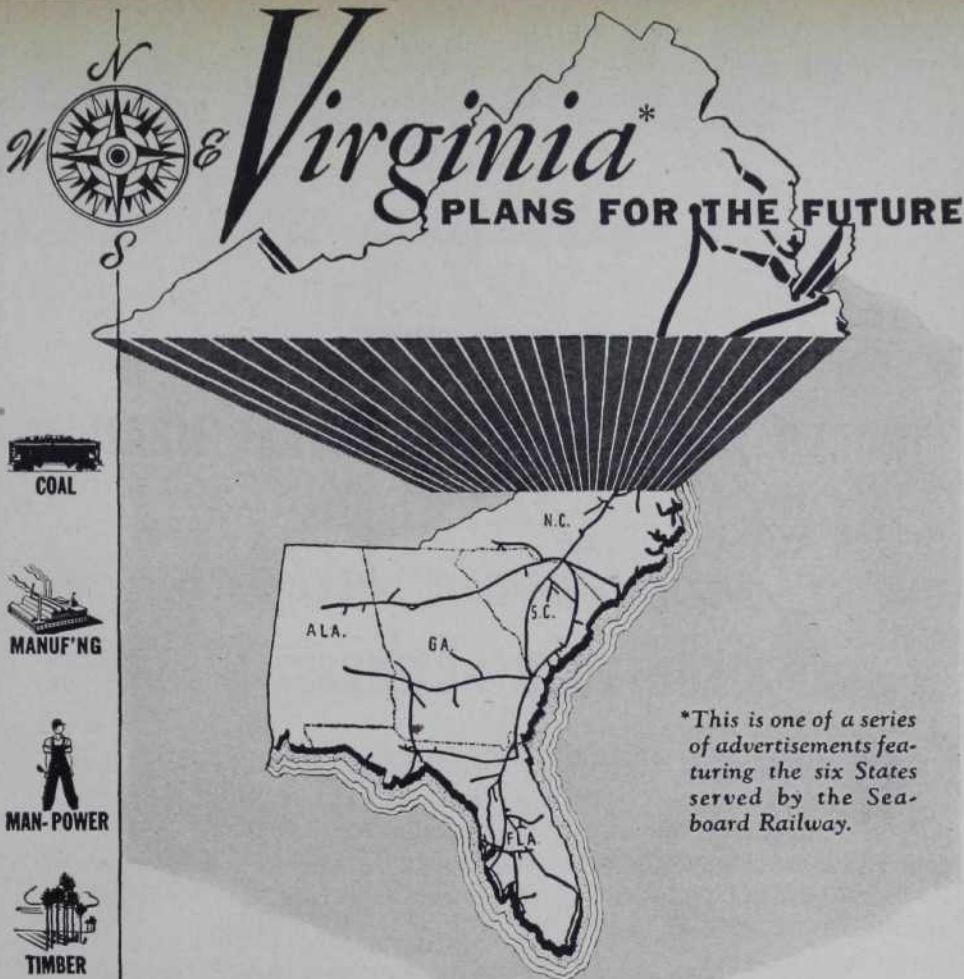 N
W
E
S
Virginia*
PLANS FOR THE FUTURE
COAL
MANUF'NG
MAN-POWER
TIMBER
N.C.
S.C.
ALA.
GA.
FLA.
*This is one of a series
of advertisements fea-
turing the six States
served by the Sea-
board Railway.